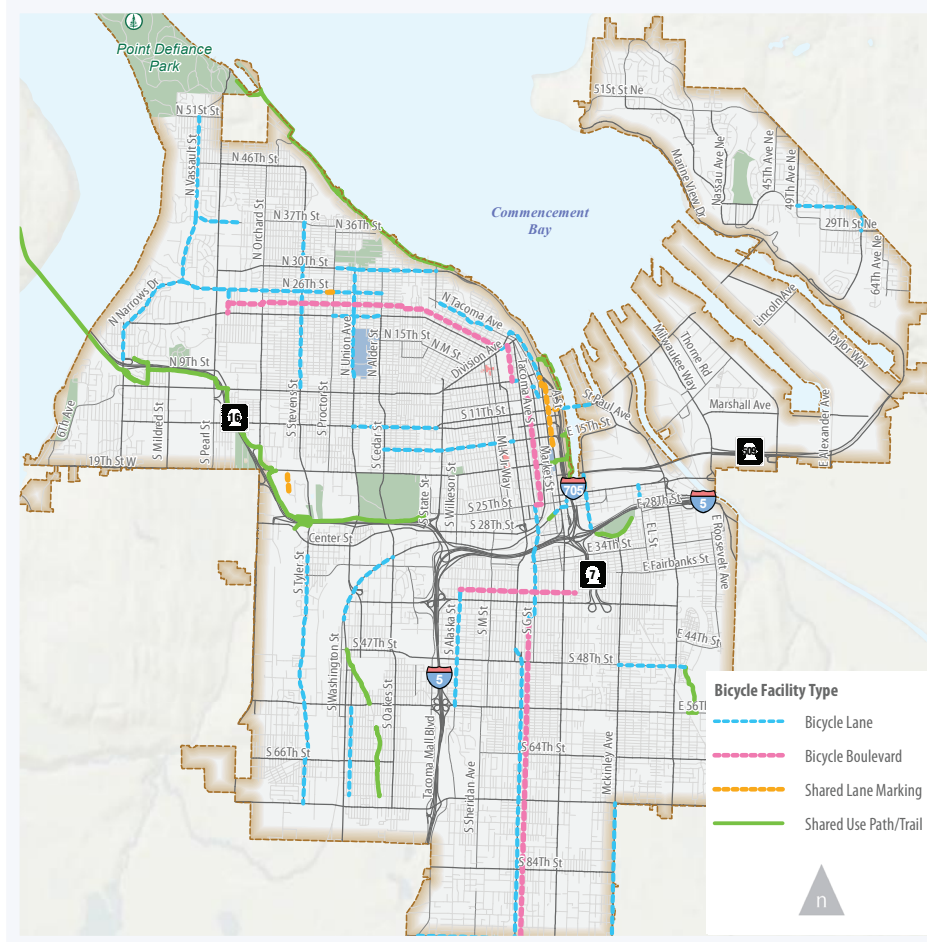 Point Defiance
Park
51St St Ne
N 51St St
N Vassault St
N 46Th St
Marine View Dr
Nassau Ave Ne
45Th Ave Ne
49Th Ave Ne
29Th St Ne
64Th Ave Ne
Commencement
Bay
N Orchard St
N 37Th St
N 36Th St
N 30Th St
N 26Th St
N Narrows Dr
N Tacoma Ave
N Union Ave
N Alder St
N 15Th St
N M St
Division Ave
Lincoln Ave
Taylor Way
Milwaukee Way
Thorne Rd
N 9Th St
6Th Ave
S Mildred St
S Pearl St
16
S Stevens St
S Proctor St
S Cedar St
S 11Th St
Tacoma Ave S
St Paul Ave
E 15Th St
Marshall Ave
E Alexander Ave
19Th St W
Market St
509
705
5
S State St
S Wilkeson St
S 25Th St
S 28Th St
E 28Th St
E L St
E Roosevelt Ave
Center St
E 34Th St
E Fairbanks St
7
S Tyler St
S Alaska St
S M St
S G St
E 44Th St
S 47Th St
S 48Th St
S Washington St
S Oakes St
5
E 56Th
S 66Th St
Tacoma Mall Blvd
S Sheridan Ave
S 64Th St
Mckinley Ave
S 84Th St
Bicycle Facility Type
Bicycle Lane
Bicycle Boulevard
Shared Lane Marking
Shared Use Path/Trail
n